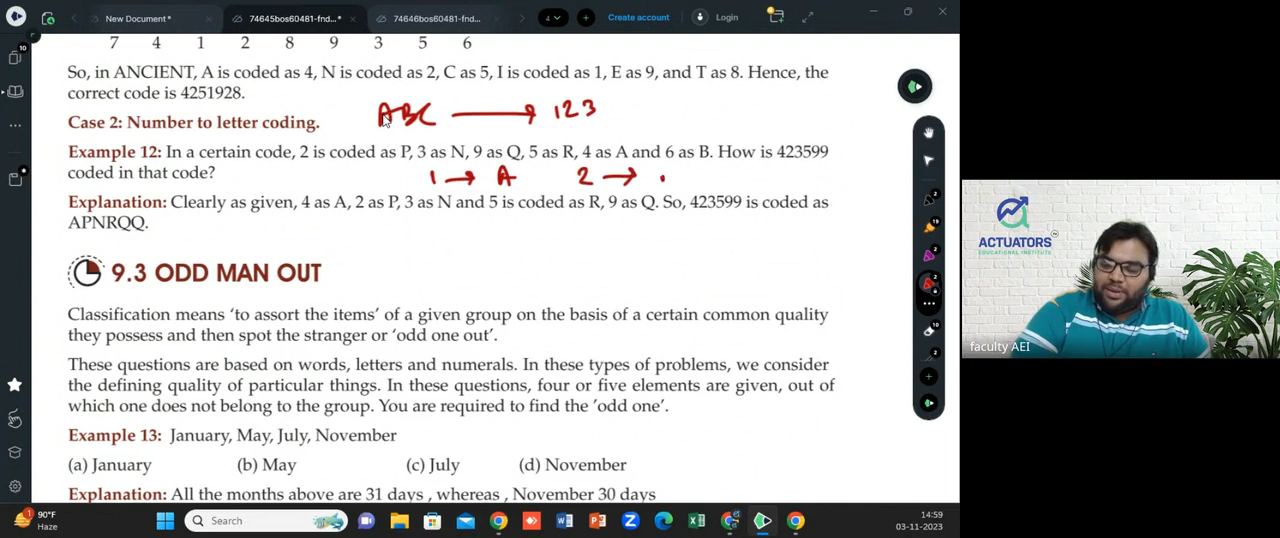 New Document*
74645bos60481-fnd...*
74646bos60481-fnd...
4
Create account
Login
7 4 1 2 8 9 3 5 6
So, in ANCIENT, A is coded as 4, N is coded as 2, C as 5, I is coded as 1, E as 9, and T as 8. Hence, the
correct code is 4251928.
ABC → 123
Case 2: Number to letter coding.
Example 12: In a certain code, 2 is coded as P, 3 as N, 9 as Q, 5 as R, 4 as A and 6 as B. How is 423599
coded in that code?
1 → A 2 →
Explanation: Clearly as given, 4 as A, 2 as P, 3 as N and 5 is coded as R, 9 as Q. So, 423599 is coded as
APNRQQ.
9.3 ODD MAN OUT
Classification means ‘to assort the items’ of a given group on the basis of a certain common quality
they possess and then spot the stranger or ‘odd one out’.
These questions are based on words, letters and numerals. In these types of problems, we consider
the defining quality of particular things. In these questions, four or five elements are given, out of
which one does not belong to the group. You are required to find the ’odd one’.
Example 13: January, May, July, November
(a) January (b) May (c) July (d) November
Explanation: All the months above are 31 days , whereas , November 30 days
ACTUATORS
EDUCATIONAL INSTITUTE
faculty AEI
90°F
Haze
Search
14:59
03-11-2023